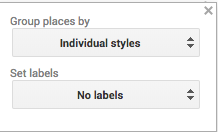 Group places by
Individual styles
Set labels
No labels